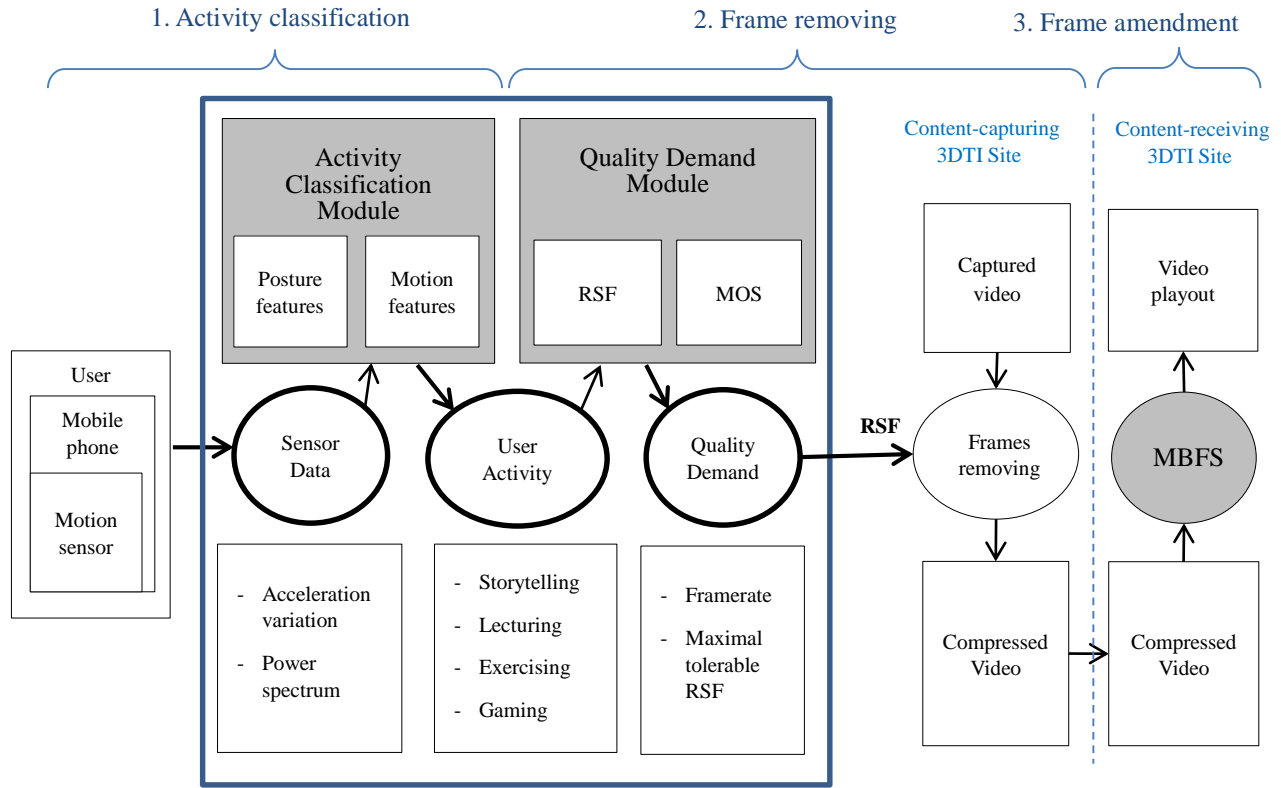 1. Activity classification
2. Frame removing
3. Frame amendment
Activity
Classification
Module
Posture
features
Motion
features
Quality Demand
Module
RSF
MOS
Content-capturing
3DTI Site
Content-receiving
3DTI Site
Captured
video
Video
playout
User
Mobile
phone
Motion
sensor
Sensor
Data
User
Activity
Quality
Demand
RSF
Frames
removing
MBFS
- Acceleration
variation
- Power
spectrum
- Storytelling
- Lecturing
- Exercising
- Gaming
- Framerate
- Maximal
tolerable
RSF
Compressed
Video
Compressed
Video